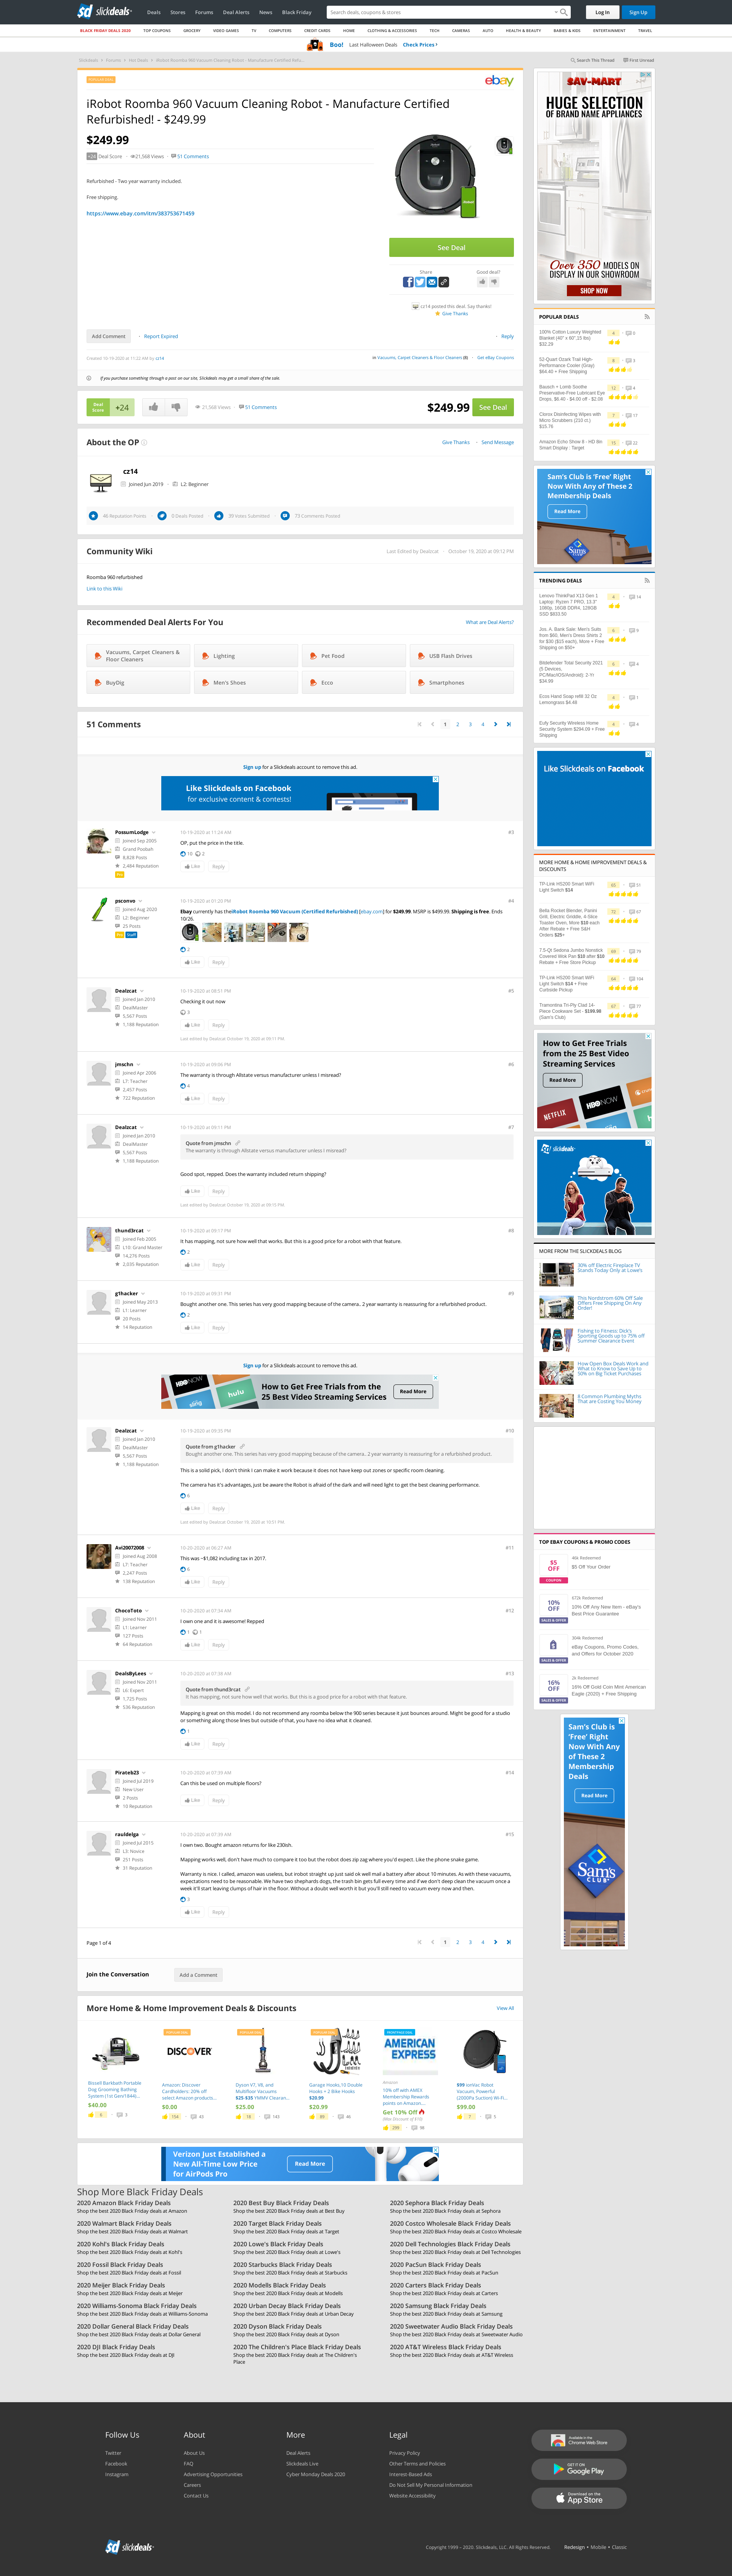 slickdeals
Deals Stores Forums Deal Alerts News Black Friday
Search deals, coupons & stores
Log In
Sign Up
BLACK FRIDAY DEALS 2020 TOP COUPONS GROCERY VIDEO GAMES TV COMPUTERS CREDIT CARDS HOME CLOTHING & ACCESSORIES TECH CAMERAS AUTO HEALTH & BEAUTY BABIES & KIDS ENTERTAINMENT TRAVEL
Boo! Last Halloween Deals Check Prices
Search This Thread First Unread
ebay
iRobot Roomba 960 Vacuum Cleaning Robot - Manufacture Certified Refurbished! - $249.99
$249.99
+24 Deal Score 21,568 Views 51 Comments
Refurbished - Two year warranty included.
Free shipping.
https://www.ebay.com/itm/383753671459
See Deal
Share Good deal?
cz14 posted this deal. Say thanks!
Give Thanks
Add Comment Report Expired Reply
Created 10-19-2020 at 11:22 AM by cz14
in Vacuums, Carpet Cleaners & Floor Cleaners (8) Get eBay Coupons
If you purchase something through a post on our site, Slickdeals may get a small share of the sale.
Deal Score +24 21,568 Views 51 Comments $249.99 See Deal
About the OP
Give Thanks Send Message
cz14
Joined Jun 2019 L2: Beginner
46 Reputation Points 0 Deals Posted 39 Votes Submitted 73 Comments Posted
Community Wiki
Last Edited by Dealzcat October 19, 2020 at 09:12 PM
Roomba 960 refurbished
Link to this Wiki
Recommended Deal Alerts For You
What are Deal Alerts?
Vacuums, Carpet Cleaners & Floor Cleaners
Lighting
Pet Food
USB Flash Drives
BuyDig
Men's Shoes
Ecco
Smartphones
51 Comments
1 2 3 4
Sign up for a Slickdeals account to remove this ad.
Like Slickdeals on Facebook
for exclusive content & contests!
PossumLodge
Joined Sep 2005
Grand Poobah
8,828 Posts
2,484 Reputation
Pro
10-19-2020 at 11:24 AM
#3
OP, put the price in the title.
10 2
Like Reply
psconvo
Joined Aug 2020
L2: Beginner
25 Posts
Pro Staff
10-19-2020 at 01:20 PM
#4
Ebay currently has the iRobot Roomba 960 Vacuum (Certified Refurbished) [ebay.com] for $249.99. MSRP is $499.99. Shipping is free. Ends 10/26.
2
Like Reply
Dealzcat
Joined Jan 2010
DealMaster
5,567 Posts
1,188 Reputation
10-19-2020 at 08:57 PM
#5
Checking it out now
3
Like Reply
Last edited by Dealzcat October 19, 2020 at 09:11 PM.
jmschn
Joined Apr 2006
L7: Teacher
2,457 Posts
722 Reputation
10-19-2020 at 09:06 PM
#6
The warranty is through Allstate versus manufacturer unless I misread?
4
Like Reply
Dealzcat
Joined Jan 2010
DealMaster
5,567 Posts
1,188 Reputation
10-19-2020 at 09:11 PM
#7
Quote from jmschn
The warranty is through Allstate versus manufacturer unless I misread?
Good spot, repped. Does the warranty included return shipping?
Like Reply
Last edited by Dealzcat October 19, 2020 at 09:15 PM.
thund3rcat
Joined Feb 2005
L10: Grand Master
14,276 Posts
2,035 Reputation
10-19-2020 at 09:17 PM
#8
It has mapping, not sure how well that works. But this is a good price for a robot with that feature.
2
Like Reply
g1hacker
Joined May 2013
L1: Learner
20 Posts
14 Reputation
10-19-2020 at 09:31 PM
#9
Bought another one. This series has very good mapping because of the camera.. 2 year warranty is reassuring for a refurbished product.
2
Like Reply
Sign up for a Slickdeals account to remove this ad.
HBO NOW
hulu
How to Get Free Trials from the 25 Best Video Streaming Services
Read More
Dealzcat
Joined Jan 2010
DealMaster
5,567 Posts
1,188 Reputation
10-19-2020 at 09:35 PM
#10
Quote from g1hacker
Bought another one. This series has very good mapping because of the camera.. 2 year warranty is reassuring for a refurbished product.
This is a solid pick, I don't think I can make it work because it does not have keep out zones or specific room cleaning.
The camera has it's advantages, just be aware the Robot is afraid of the dark and will need light to get the best cleaning performance.
6
Like Reply
Last edited by Dealzcat October 19, 2020 at 10:51 PM.
Avi20072008
Joined Aug 2008
L7: Teacher
2,247 Posts
138 Reputation
10-20-2020 at 06:27 AM
#11
This was ~$1,082 including tax in 2017.
6
Like Reply
ChocoToto
Joined Nov 2011
L1: Learner
127 Posts
64 Reputation
10-20-2020 at 07:34 AM
#12
I own one and it is awesome! Repped
1 1
Like Reply
DealsByLees
Joined Nov 2011
L6: Expert
1,725 Posts
536 Reputation
10-20-2020 at 07:38 AM
#13
Quote from thund3rcat
It has mapping, not sure how well that works. But this is a good price for a robot with that feature.
Mapping is great on this model. I do not recommend any roomba below the 900 series because it just bounces around. Might be good for a studio or something along those lines but outside of that, you have no idea what it cleaned.
1
Like Reply
Pirateb23
Joined Jul 2019
New User
2 Posts
10 Reputation
10-20-2020 at 07:39 AM
#14
Can this be used on multiple floors?
Like Reply
rauldelga
Joined Jul 2015
L3: Novice
251 Posts
31 Reputation
10-20-2020 at 07:39 AM
#15
I own two. Bought amazon returns for like 230ish.
Mapping works well, don't have much to compare it too but the robot does zip zag where you'd expect. Like the phone snake game.
Warranty is nice. I called, amazon was useless, but irobot straight up just said ok well mail a battery after about 10 minutes. As with these vacuums, expectations need to be reasonable. We have two shepherds dogs, the trash bin gets full every time and if we don't deep clean the vacuum once a week it'll start leaving clumps of hair in the floor. Without a doubt well worth it but you'll still need to vacuum every now and then.
3
Like Reply
Page 1 of 4
1 2 3 4
Join the Conversation
Add a Comment
More Home & Home Improvement Deals & Discounts
View All
Bissell Barkbath Portable Dog Grooming Bathing System (1st Gen/1844)...
$40.00
DISCOVER
Amazon: Discover Cardholders: 20% off select Amazon products...
$0.00
Dyson V7, V8, and Multifloor Vacuums $25-$35 YMMV Clearan...
$25.00
Garage Hooks;10 Double Hooks + 2 Bike Hooks $20.99
$20.99
AMERICAN EXPRESS
Amazon
10% off with AMEX Membership Rewards points on Amazon...
Get 10% Off
$99 ionVac Robot Vacuum, Powerful (2000Pa Suction) Wi-Fi...
$99.00
Verizon Just Established a New All-Time Low Price for AirPods Pro
Read More
Shop More Black Friday Deals
2020 Amazon Black Friday Deals
Shop the best 2020 Black Friday deals at Amazon
2020 Best Buy Black Friday Deals
Shop the best 2020 Black Friday deals at Best Buy
2020 Sephora Black Friday Deals
Shop the best 2020 Black Friday deals at Sephora
2020 Walmart Black Friday Deals
Shop the best 2020 Black Friday deals at Walmart
2020 Target Black Friday Deals
Shop the best 2020 Black Friday deals at Target
2020 Costco Wholesale Black Friday Deals
Shop the best 2020 Black Friday deals at Costco Wholesale
2020 Kohl's Black Friday Deals
Shop the best 2020 Black Friday deals at Kohl's
2020 Lowe's Black Friday Deals
Shop the best 2020 Black Friday deals at Lowe's
2020 Dell Technologies Black Friday Deals
Shop the best 2020 Black Friday deals at Dell Technologies
2020 Fossil Black Friday Deals
Shop the best 2020 Black Friday deals at Fossil
2020 Starbucks Black Friday Deals
Shop the best 2020 Black Friday deals at Starbucks
2020 PacSun Black Friday Deals
Shop the best 2020 Black Friday deals at PacSun
2020 Meijer Black Friday Deals
Shop the best 2020 Black Friday deals at Meijer
2020 Modells Black Friday Deals
Shop the best 2020 Black Friday deals at Modells
2020 Carters Black Friday Deals
Shop the best 2020 Black Friday deals at Carters
2020 Williams-Sonoma Black Friday Deals
Shop the best 2020 Black Friday deals at Williams-Sonoma
2020 Urban Decay Black Friday Deals
Shop the best 2020 Black Friday deals at Urban Decay
2020 Samsung Black Friday Deals
Shop the best 2020 Black Friday deals at Samsung
2020 Dollar General Black Friday Deals
Shop the best 2020 Black Friday deals at Dollar General
2020 Dyson Black Friday Deals
Shop the best 2020 Black Friday deals at Dyson
2020 Sweetwater Audio Black Friday Deals
Shop the best 2020 Black Friday deals at Sweetwater Audio
2020 DJI Black Friday Deals
Shop the best 2020 Black Friday deals at DJI
2020 The Children's Place Black Friday Deals
Shop the best 2020 Black Friday deals at The Children's Place
2020 AT&T Wireless Black Friday Deals
Shop the best 2020 Black Friday deals at AT&T Wireless
SAV-MART
HUGE SELECTION OF BRAND NAMES
Over 350 MODELS ON DISPLAY IN OUR SHOWROOM
SHOP NOW
POPULAR DEALS
100% Cotton Luxury Weighted Blanket (40" x 60",15 lbs) $32.29
52-Quart Ozark Trail High-Performance Cooler (Gray) $64.40 + Free Shipping
Bausch + Lomb Soothe Preservative-Free Lubricant Eye Drops, $6.40 - $4.00 off - $2.08
Clorox Disinfecting Wipes with Micro Scrubbers (210 ct.) $15.76
Amazon Echo Show 8 - HD 8in Smart Display : Target
Sam's Club is 'Free' Right Now With Any of These 2 Membership Deals
Read More
TRENDING DEALS
Lenovo ThinkPad X13 Gen 1 Laptop: Ryzen 7 PRO, 13.3" 1080p, 16GB DDR4, 128GB SSD $833.50
Jos. A. Bank Sale: Men's Suits from $60, Men's Dress Shirts 2 for $30 ($15 each), More + Free Shipping on $50+
Bitdefender Total Security 2021 (5 Devices, PC/Mac/IOS/Android): 2-Yr $34.99
Ecos Hand Soap refill 32 Oz Lemongrass $4.48
Eufy Security Wireless Home Security System $294.09 + Free Shipping
Like Slickdeals on Facebook
MORE HOME & HOME IMPROVEMENT DEALS & DISCOUNTS
TP-Link HS200 Smart WiFi Light Switch $14
Bella Rocket Blender, Panini Grill, Electric Griddle, 4-Slice Toaster Oven, More $10 each After Rebate + Free S&H Orders $25+
7.5-Qt Sedona Jambo Nonstick Covered Wok Pan $10 after $10 Rebate + Free Store Pickup
TP-Link HS200 Smart WiFi Light Switch $14 + Free Curbside Pickup
Tramontina Tri-Ply Clad 14-Piece Cookware Set - $199.98 (Sam's Club)
How to Get Free Trials from the 25 Best Video Streaming Services
Read More
NETFLIX
HBO NOW
slickdeals
MORE FROM THE SLICKDEALS BLOG
30% off Electric Fireplace TV Stands Today Only at Lowe's
This Nordstrom 60% Off Sale Offers Free Shipping On Any Order!
Fishing to Fitness: Dick's Sporting Goods up to 75% off Summer Clearance Event
How Open Box Deals Work and What to Know to Save Up to 50% on Big Ticket Purchases
8 Common Plumbing Myths That are Costing You Money
TOP EBAY COUPONS & PROMO CODES
$5 OFF
COUPON
$5 Off Your Order
10% OFF
10% Off Any New Item - eBay's Best Price Guarantee
eBay Coupons, Promo Codes, and Offers for October 2020
16% OFF
16% Off Gold Coin Mint American Eagle (2020) + Free Shipping
Sam's Club is 'Free' Right Now With Any of These 2 Membership Deals
Read More
Sam's CLUB
Follow Us
Twitter
Facebook
Instagram
About
About Us
FAQ
Advertising Opportunities
Careers
Contact Us
More
Deal Alerts
Slickdeals Live
Cyber Monday Deals 2020
Legal
Privacy Policy
Other Terms and Policies
Interest-Based Ads
Do Not Sell My Personal Information
Website Accessibility
Available in the Chrome Web Store
GET IT ON Google Play
Download on the App Store
slickdeals
Copyright 1999 - 2020. Slickdeals, LLC. All Rights Reserved. Redesign • Mobile • Classic